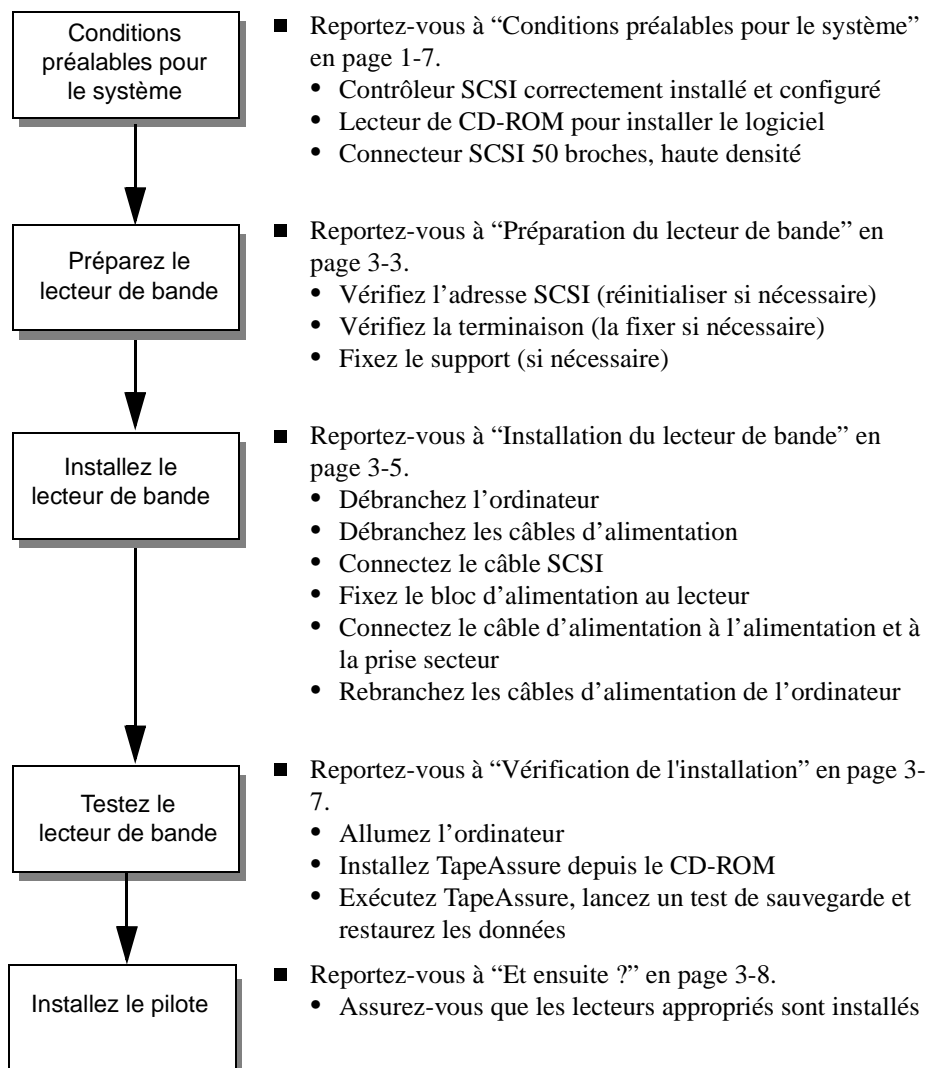 Conditions
préalables pour
le système
■ Reportez-vous à “Conditions préalables pour le système”
en page 1-7.
• Contrôleur SCSI correctement installé et configuré
• Lecteur de CD-ROM pour installer le logiciel
• Connecteur SCSI 50 broches, haute densité
Préparez le
lecteur de bande
■ Reportez-vous à “Préparation du lecteur de bande” en
page 3-3.
• Vérifiez l’adresse SCSI (réinitialiser si nécessaire)
• Vérifiez la terminaison (la fixer si nécessaire)
• Fixez le support (si nécessaire)
Installez le
lecteur de bande
■ Reportez-vous à “Installation du lecteur de bande” en
page 3-5.
• Débranchez l’ordinateur
• Débranchez les câbles d’alimentation
• Connectez le câble SCSI
• Fixez le bloc d’alimentation au lecteur
• Connectez le câble d’alimentation à l’alimentation et à
la prise secteur
• Rebranchez les câbles d’alimentation de l’ordinateur
Testez le
lecteur de bande
■ Reportez-vous à “Vérification de l'installation” en page 3-
7.
• Allumez l’ordinateur
• Installez TapeAssure depuis le CD-ROM
• Exécutez TapeAssure, lancez un test de sauvegarde et
restaurez les données
Installez le pilote
■ Reportez-vous à “Et ensuite ?” en page 3-8.
• Assurez-vous que les lecteurs appropriés sont installés